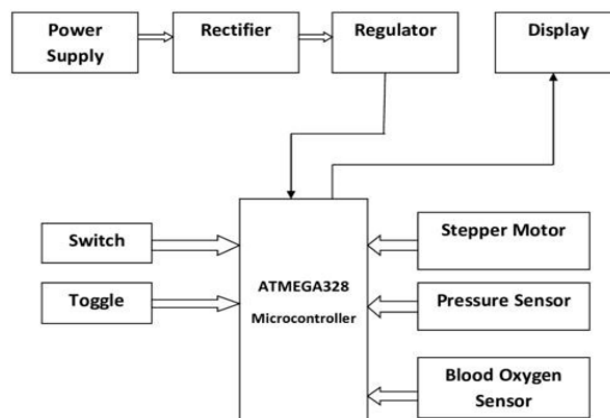 Power
Supply
Rectifier
Regulator
Display
Switch
Toggle
ATMEGA328
Microcontroller
Stepper Motor
Pressure Sensor
Blood Oxygen
Sensor